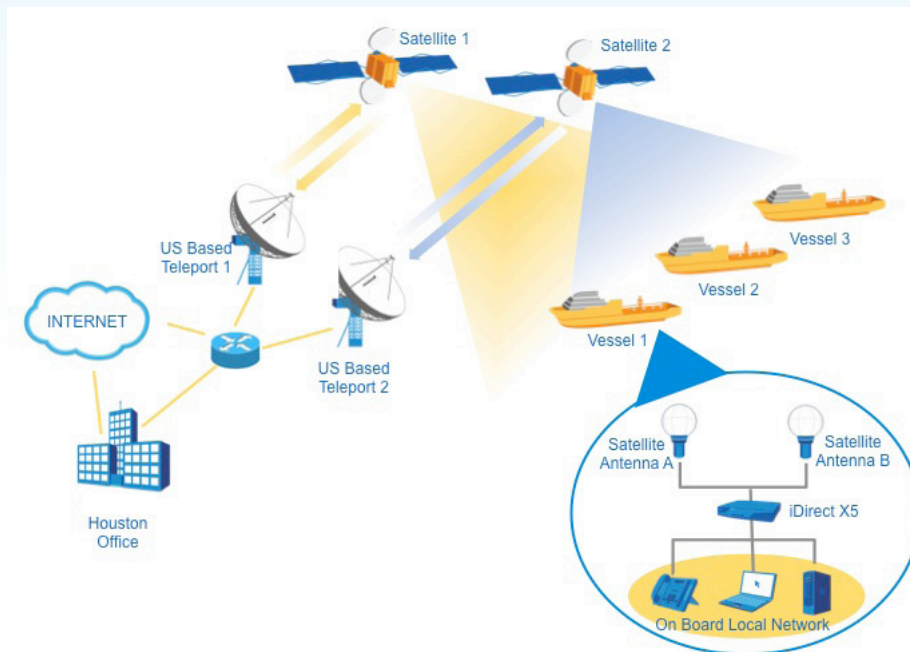 Satellite 1
Satellite 2
US Based
Teleport 1
Vessel 3
Vessel 2
INTERNET
Vessel 1
US Based
Teleport 2
Satellite
Antenna A
Satellite
Antenna B
iDirect X5
Houston
Office
On Board Local Network